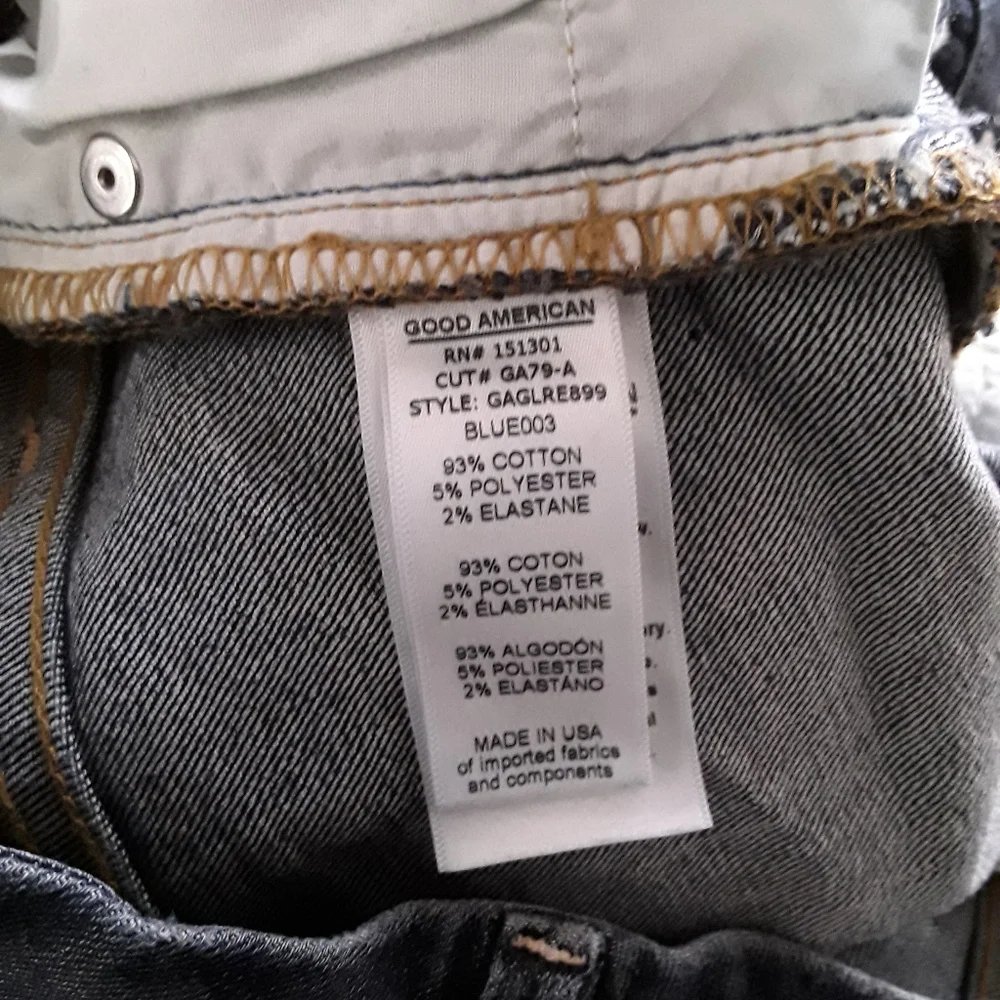 GOOD AMERICAN
RN# 151301
CUT# GA79-A
STYLE: GAGLRE899
BLUE003
93% COTTON
5% POLYESTER
2% ELASTANE
93% COTON
5% POLYESTER
2% ÉLASTHANNE
93% ALGODÓN
5% POLIESTER
2% ELASTÁNO
MADE IN USA
of imported fabrics
and components